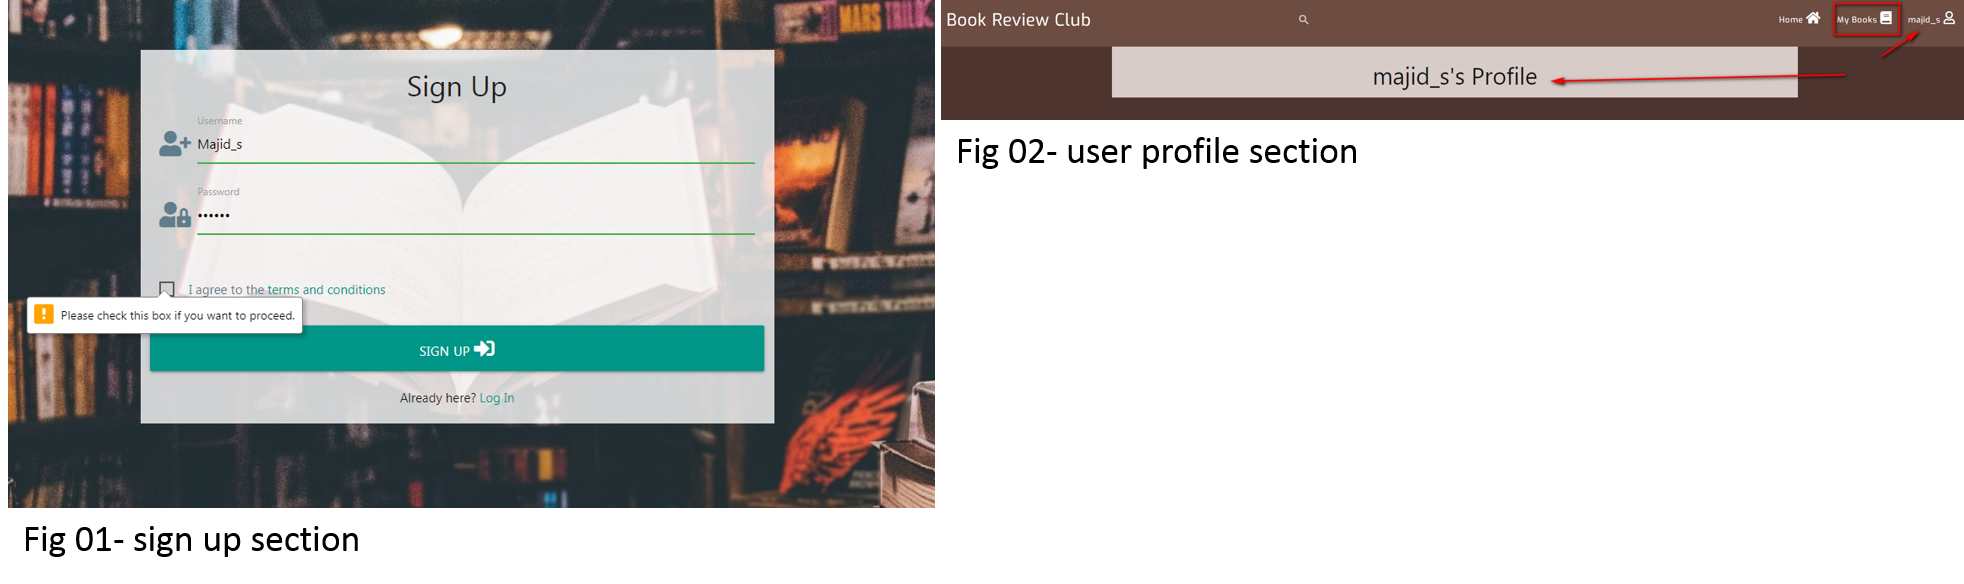 MARS TRILOGY
Sign Up
Username
Majid_s
Password
••••••
I agree to the terms and conditions
Please check this box if you want to proceed.
SIGN UP
Already here? Log In
Fig 01- sign up section
Book Review Club
Home
My Books
majid_s
majid_s's Profile
Fig 02- user profile section